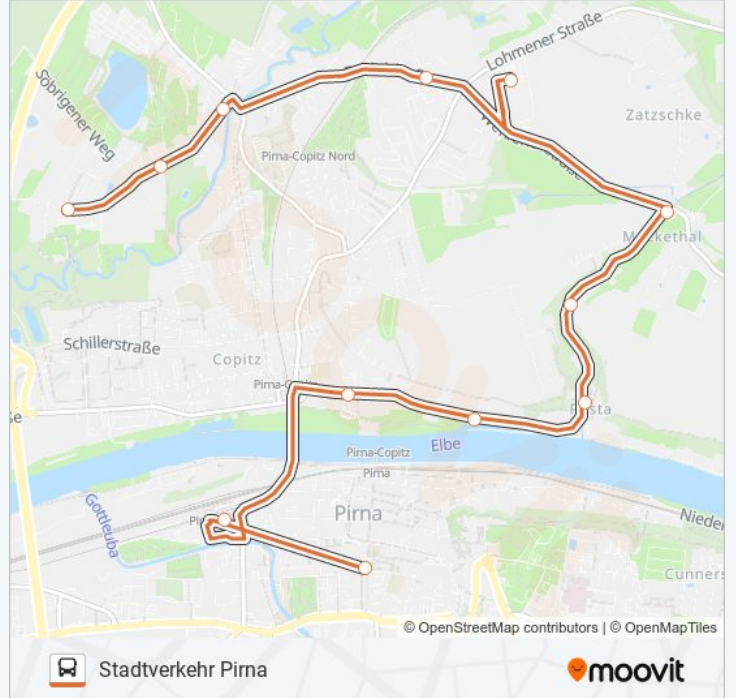 Lohmener Straße
Söbrigener Weg
Zatzschke
Pirna-Copitz Nord
Schillerstraße
Copitz
Elbe
Pirna-Copitz
Pirna
Pirna
Gottleuba
Nieder
Cunners
© OpenStreetMap contributors | © OpenMapTiles
Stadtverkehr Pirna
moovit